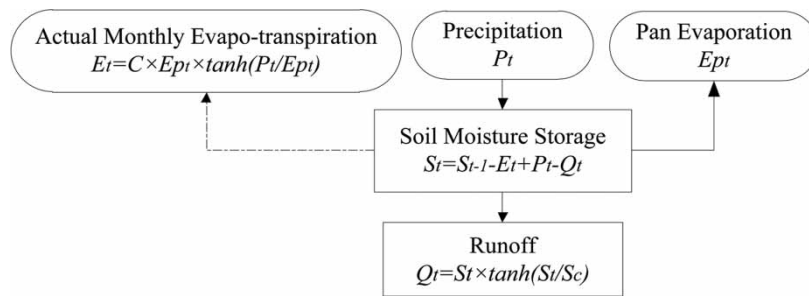 Actual Monthly Evapo-transpiration
Et=C×Ept×tanh(Pt/Ept)
Precipitation
Pt
Pan Evaporation
Ept
Soil Moisture Storage
St=St-1-Et+Pt-Qt
Runoff
Qt=St×tanh(St/Sc)